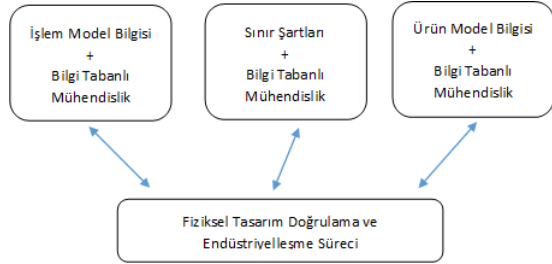 İşlem Model Bilgisi
+
Bilgi Tabanlı
Mühendislik
Sınır Şartları
+
Bilgi Tabanlı
Mühendislik
Ürün Model Bilgisi
+
Bilgi Tabanlı
Mühendislik
Fiziksel Tasarım Doğrulama ve
Endüstriyelleşme Süreci